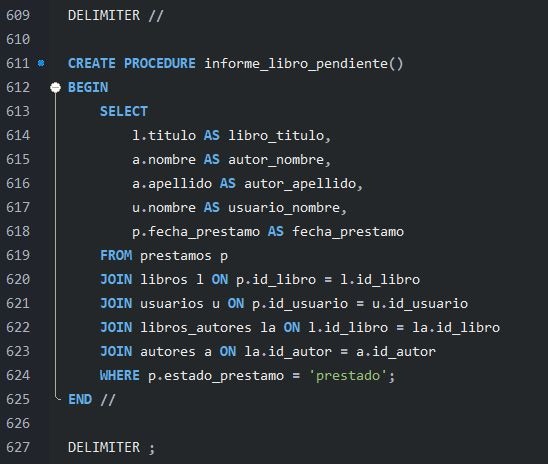 609 DELIMITER //
610
611 CREATE PROCEDURE informe_libro_pendiente()
612 BEGIN
613     SELECT
614         l.titulo AS libro_titulo,
615         a.nombre AS autor_nombre,
616         a.apellido AS autor_apellido,
617         u.nombre AS usuario_nombre,
618         p.fecha_prestamo AS fecha_prestamo
619     FROM prestamos p
620     JOIN libros l ON p.id_libro = l.id_libro
621     JOIN usuarios u ON p.id_usuario = u.id_usuario
622     JOIN libros_autores la ON l.id_libro = la.id_libro
623     JOIN autores a ON la.id_autor = a.id_autor
624     WHERE p.estado_prestamo = 'prestado';
625 END //
626
627 DELIMITER ;